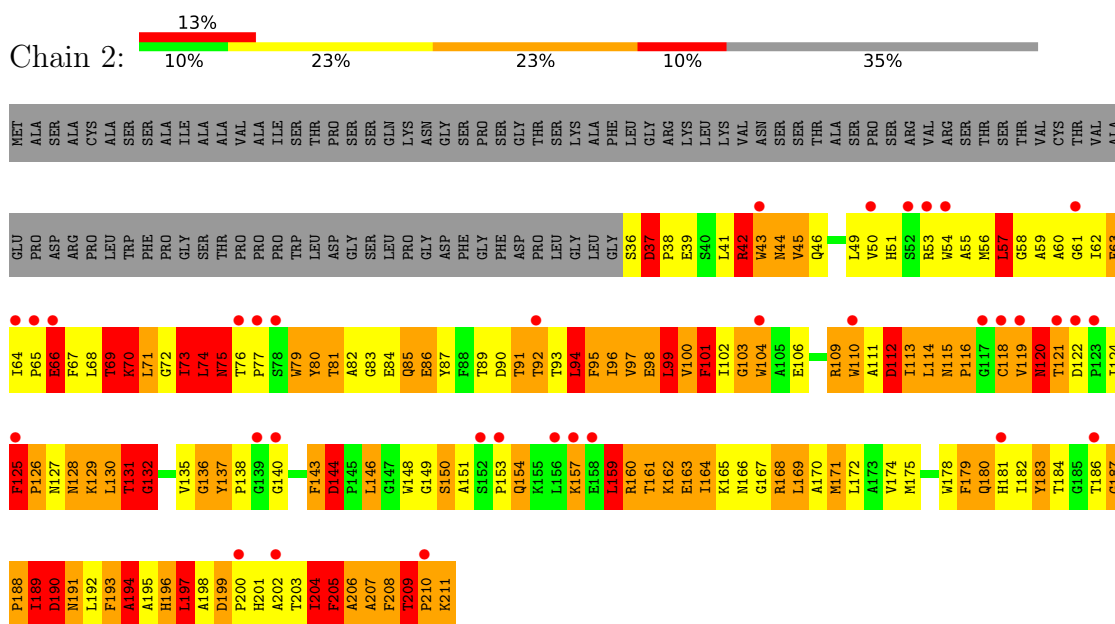 13%
Chain 2:
10% 23% 23% 10% 35%
MET ALA SER ALA CYS ALA SER SER ALA ILE ALA ALA VAL ALA ILE SER THR PRO SER SER GLN LYS ASN GLY SER PRO SER GLY THR SER LYS ALA PHE LEU GLY ARG LYS LEU LYS VAL ASN SER SER THR ALA SER PRO SER ARG VAL ARG SER THR SER THR VAL CYS THR VAL ALA
GLU PRO ASP ARG PRO LEU TRP PHE PRO GLY SER THR PRO PRO PRO TRP LEU ASP GLY SER LEU PRO GLY ASP PHE GLY PHE ASP PRO LEU GLY LEU GLY S36 D37 P38 E39 S40 L41 R42 W43 N44 V45 Q46 L49 V50 H51 S52 R53 W54 A55 M56 L57 G58 A59 A60 G61 I62 E63
I64 P65 E66 F67 L68 T69 K70 L71 G72 I73 L74 N75 T76 P77 S78 W79 Y80 T81 A82 G83 E84 Q85 E86 Y87 F88 T89 D90 T91 T92 T93 L94 F95 I96 V97 E98 L99 V100 F101 I102 G103 W104 A105 E106 R109 W110 A111 D112 I113 L114 N115 P116 G117 C118 V119 N120 T121 D122 P123 I124
F125 P126 N127 N128 K129 L130 T131 G132 V135 G136 Y137 P138 G139 G140 F143 D144 P145 L146 G147 W148 G149 S150 A151 S152 P153 Q154 K155 L156 K157 E158 L159 R160 T161 K162 E163 I164 K165 N166 G167 R168 L169 A170 M171 L172 A173 V174 M175 W178 F179 Q180 H181 I182 Y183 T184 G185 T186 G187
P188 I189 D190 N191 L192 F193 A194 A195 H196 L197 A198 D199 P200 H201 A202 T203 I204 F205 A206 A207 F208 T209 P210 K211